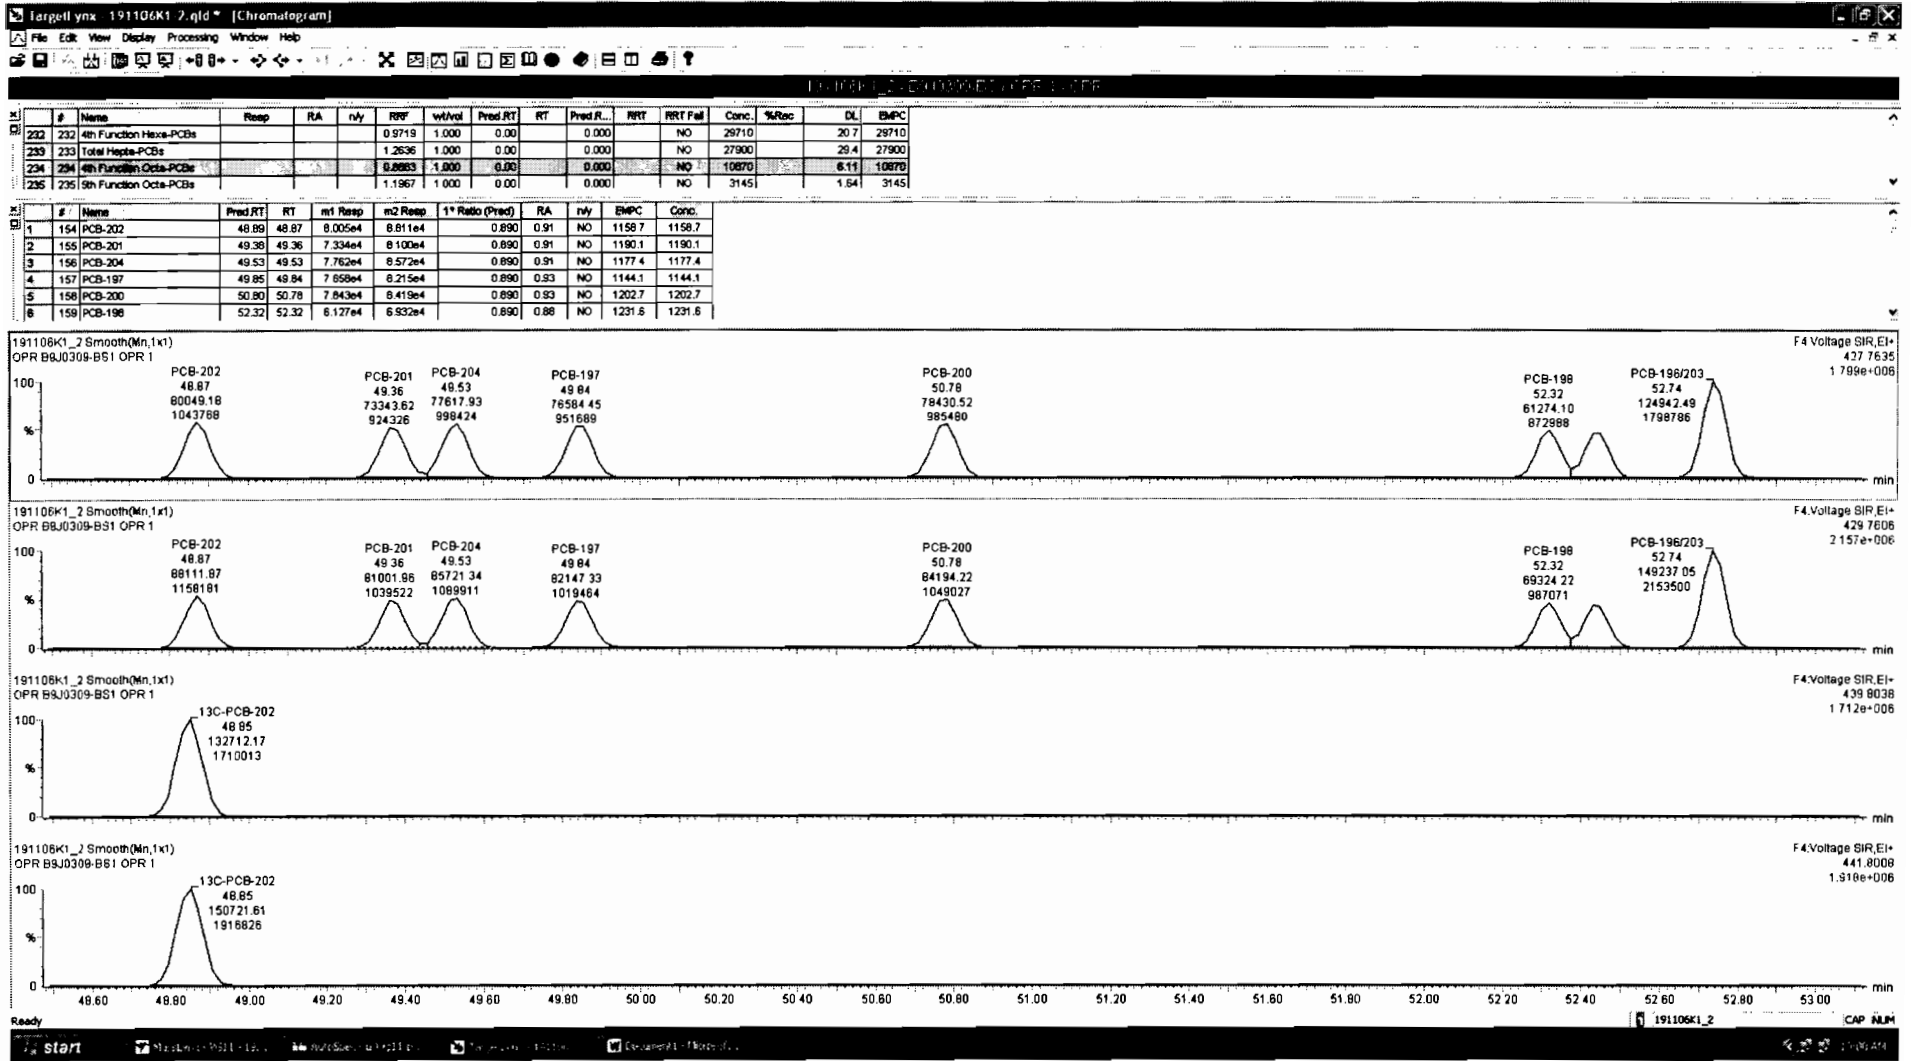 TargetLynx - 191106K1-2.qld * [Chromatogram]
File Edit View Display Processing Window Help
# Name Resp RA n/y RRF wt/vol Pred.RT RT Pred.R... RRT RRT Fail Conc. %Rec DL EMPC
232 232 4th Function Hexa-PCBs 0.9719 1.000 0.00 0.000 NO 29710 20.7 29710
233 233 Total Hepta-PCBs 1.2636 1.000 0.00 0.000 NO 27900 29.4 27900
234 234 4th Function Octa-PCBs 1.000 0.00 0.000 NO 10870 6.11 10870
235 235 5th Function Octa-PCBs 1.1967 1.000 0.00 0.000 NO 3145 1.64 3145
# Name Pred.RT RT m1 Resp m2 Resp 1° Ratio (Pred) RA n/y EMPC Conc.
1 154 PCB-202 48.89 48.87 8.005e4 8.811e4 0.890 0.91 NO 1158.7 1158.7
2 155 PCB-201 49.38 49.36 7.334e4 8.100e4 0.890 0.91 NO 1190.1 1190.1
3 156 PCB-204 49.53 49.53 7.762e4 8.572e4 0.890 0.91 NO 1177.4 1177.4
4 157 PCB-197 49.85 49.84 7.658e4 8.215e4 0.890 0.93 NO 1144.1 1144.1
5 158 PCB-200 50.80 50.78 7.843e4 8.419e4 0.890 0.93 NO 1202.7 1202.7
6 159 PCB-198 52.32 52.32 6.127e4 6.932e4 0.890 0.88 NO 1231.6 1231.6
191106K1_2 Smooth(Mn,1x1) F4:Voltage SIR,EI+
OPR B9J0309-BS1 OPR 1 427.7635
1.799e+006
100
%
0
PCB-202
48.87
80049.18
1043768
PCB-201
49.36
73343.62
924326
PCB-204
49.53
77617.93
998424
PCB-197
49.84
76584.45
951689
PCB-200
50.78
78430.52
985480
PCB-198
52.32
61274.10
872988
PCB-196/203
52.74
124942.49
1798786
min
191106K1_2 Smooth(Mn,1x1) F4:Voltage SIR,EI+
OPR B9J0309-BS1 OPR 1 429.7606
2.157e+006
100
%
0
PCB-202
48.87
88111.87
1158181
PCB-201
49.36
81001.96
1039522
PCB-204
49.53
85721.34
1089911
PCB-197
49.84
82147.33
1019464
PCB-200
50.78
84194.22
1049027
PCB-198
52.32
69324.22
987071
PCB-196/203
52.74
149237.05
2153500
min
191106K1_2 Smooth(Mn,1x1) F4:Voltage SIR,EI+
OPR B9J0309-BS1 OPR 1 439.8038
1.712e+006
100
%
0
13C-PCB-202
48.85
132712.17
1710013
min
191106K1_2 Smooth(Mn,1x1) F4:Voltage SIR,EI+
OPR B9J0309-BS1 OPR 1 441.8008
1.918e+006
100
%
0
13C-PCB-202
48.85
150721.61
1916826
min
48.60 48.80 49.00 49.20 49.40 49.60 49.80 50.00 50.20 50.40 50.60 50.80 51.00 51.20 51.40 51.60 51.80 52.00 52.20 52.40 52.60 52.80 53.00
Ready 191106K1_2 CAP NUM
start